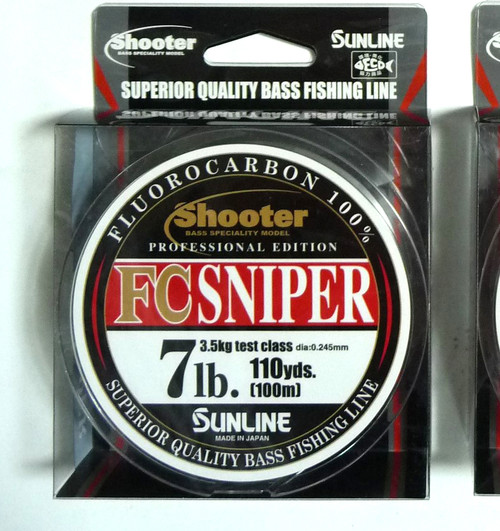 Shooter
BASS SPECIALITY MODEL
SUNLINE
SUPERIOR QUALITY BASS FISHING LINE
FLUOROCARBON 100%
Shooter
BASS SPECIALITY MODEL
PROFESSIONAL EDITION
FC SNIPER
3.5kg test class dia:0.245mm
7lb.
110yds.
(100m)
SUNLINE
MADE IN JAPAN
SUPERIOR QUALITY BASS FISHING LINE